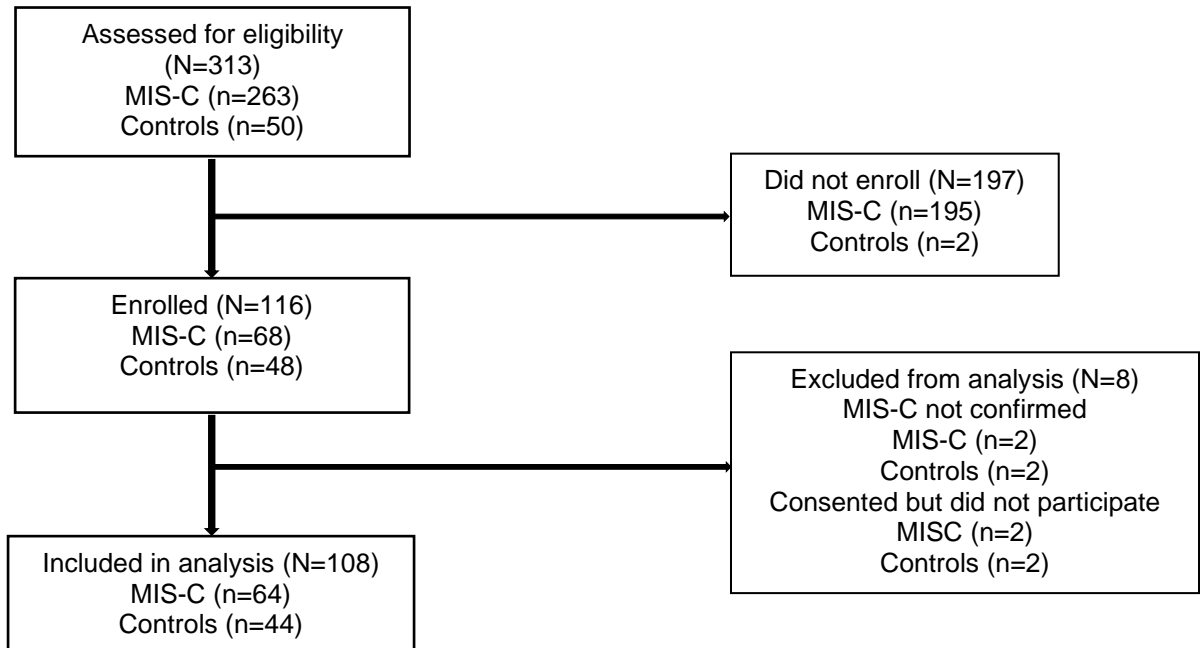 Assessed for eligibility
(N=313)
MIS-C (n=263)
Controls (n=50)
Did not enroll (N=197)
MIS-C (n=195)
Controls (n=2)
Enrolled (N=116)
MIS-C (n=68)
Controls (n=48)
Excluded from analysis (N=8)
MIS-C not confirmed
MIS-C (n=2)
Controls (n=2)
Consented but did not participate
MISC (n=2)
Controls (n=2)
Included in analysis (N=108)
MIS-C (n=64)
Controls (n=44)